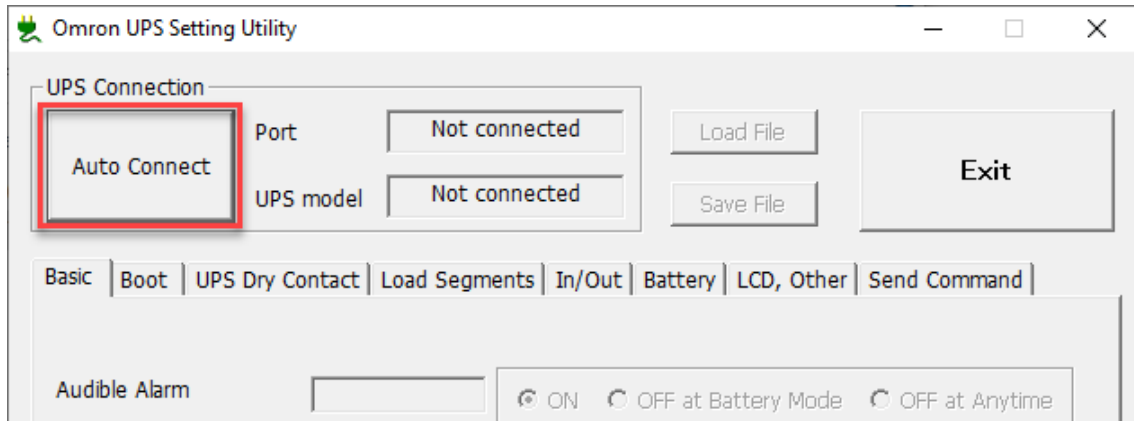 Omron UPS Setting Utility
UPS Connection
Auto Connect
Port
Not connected
UPS model
Not connected
Load File
Save File
Exit
Basic
Boot
UPS Dry Contact
Load Segments
In/Out
Battery
LCD, Other
Send Command
Audible Alarm
ON
OFF at Battery Mode
OFF at Anytime